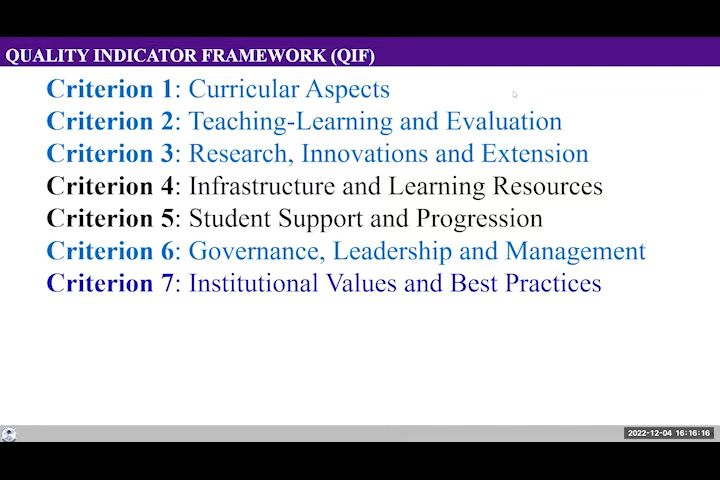 QUALITY INDICATOR FRAMEWORK (QIF)
Criterion 1: Curricular Aspects
Criterion 2: Teaching-Learning and Evaluation
Criterion 3: Research, Innovations and Extension
Criterion 4: Infrastructure and Learning Resources
Criterion 5: Student Support and Progression
Criterion 6: Governance, Leadership and Management
Criterion 7: Institutional Values and Best Practices
2022-12-04 16:16:16